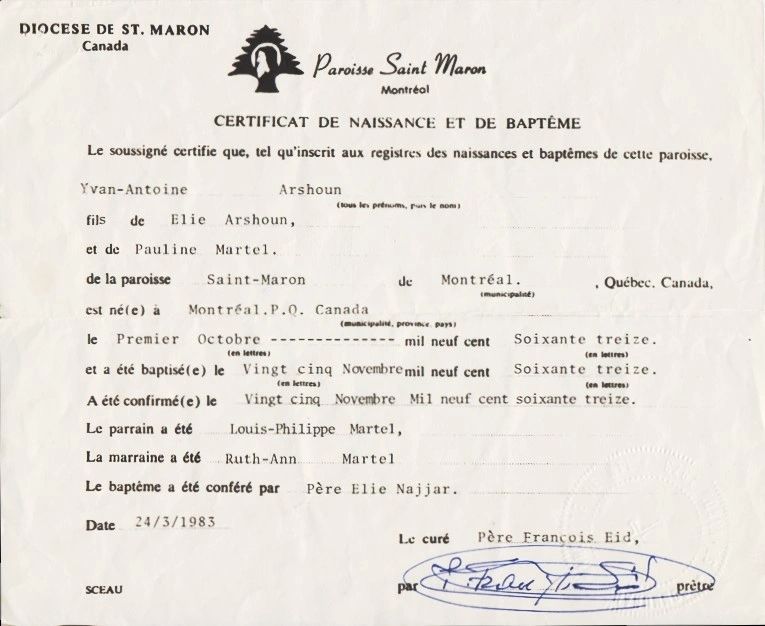 DIOCESE DE ST. MARON
Canada
Paroisse Saint Maron
Montréal
CERTIFICAT DE NAISSANCE ET DE BAPTÊME
Le soussigné certifie que, tel qu'inscrit aux registres des naissances et baptêmes de cette paroisse,
Yvan-Antoine Arshoun
(tous les prénoms, puis le nom)
fils de Elie Arshoun,
et de Pauline Martel.
de la paroisse Saint-Maron de Montréal. , Québec, Canada,
(municipalité)
est né(e) à Montréal.P.Q. Canada
(municipalité, province, pays)
le Premier Octobre -------------- mil neuf cent Soixante treize.
(en lettres) (en lettres)
et a été baptisé(e) le Vingt cinq Novembre mil neuf cent Soixante treize.
(en lettres) (en lettres)
A été confirmé(e) le Vingt cinq Novembre Mil neuf cent soixante treize.
Le parrain a été Louis-Philippe Martel,
La marraine a été Ruth-Ann Martel
Le baptême a été conféré par Père Elie Najjar.
Date 24/3/1983
Le curé Père François Eid,
SCEAU par prêtre